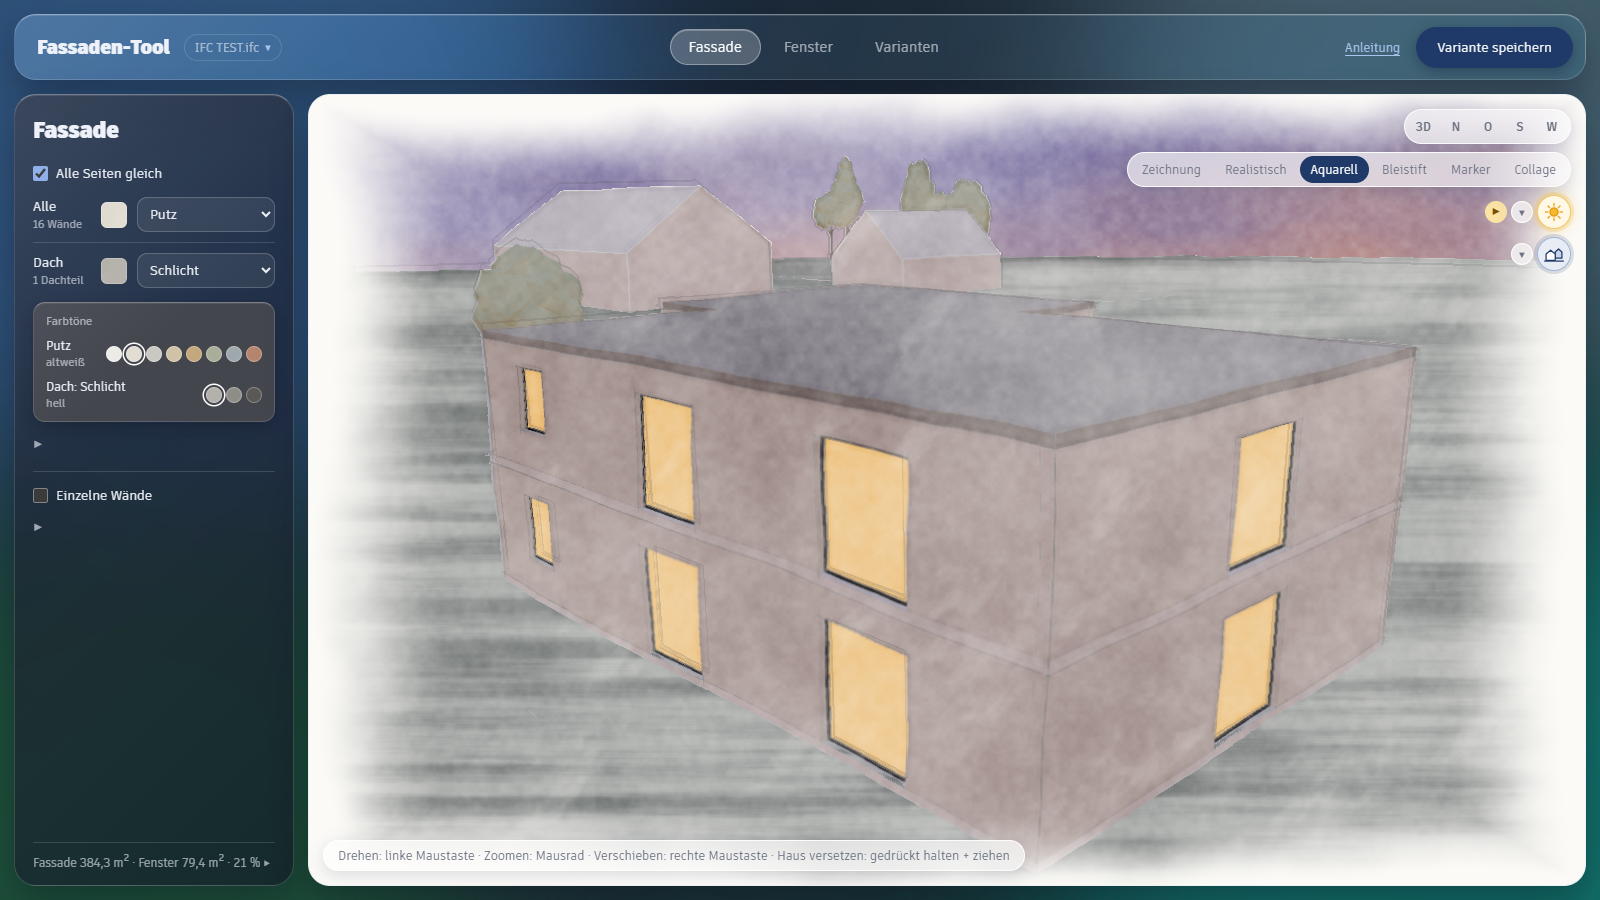 Fassaden-Tool
IFC TEST.ifc ▾
Fassade
Fenster
Varianten
Anleitung
Variante speichern
Fassade
Alle Seiten gleich
Alle
16 Wände
Putz
Dach
1 Dachteil
Schlicht
Farbtöne
Putz
altweiß
Dach: Schlicht
hell
Einzelne Wände
Fassade 384,3 m² · Fenster 79,4 m² · 21 % ▸
3D N O S W
Zeichnung Realistisch Aquarell Bleistift Marker Collage
Drehen: linke Maustaste · Zoomen: Mausrad · Verschieben: rechte Maustaste · Haus versetzen: gedrückt halten + ziehen